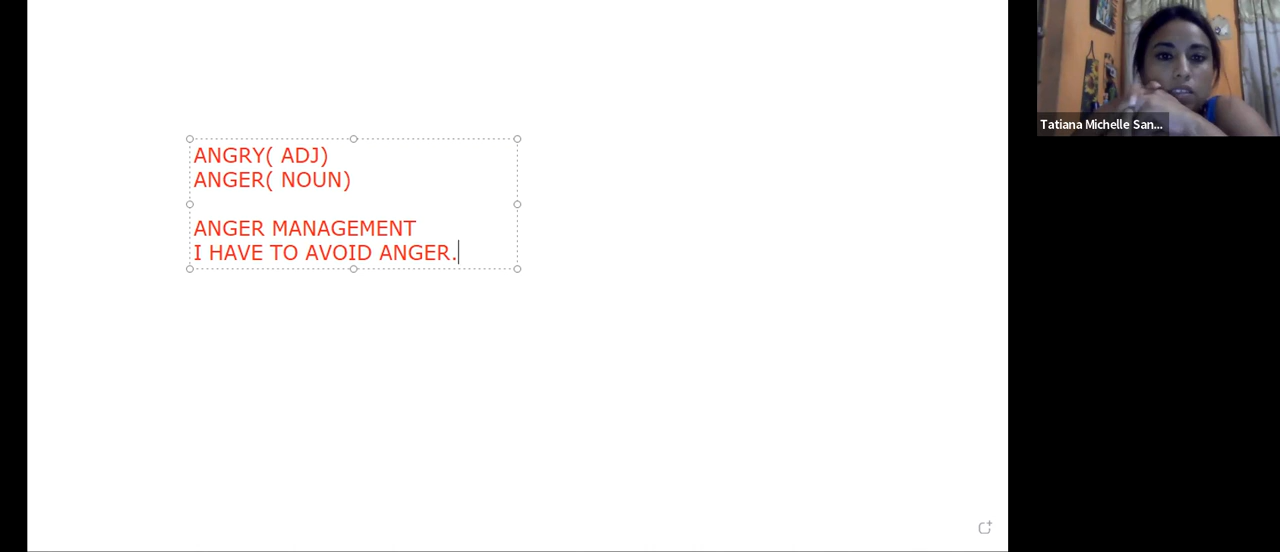 ANGRY( ADJ)
ANGER( NOUN)
ANGER MANAGEMENT
I HAVE TO AVOID ANGER.
Tatiana Michelle San...